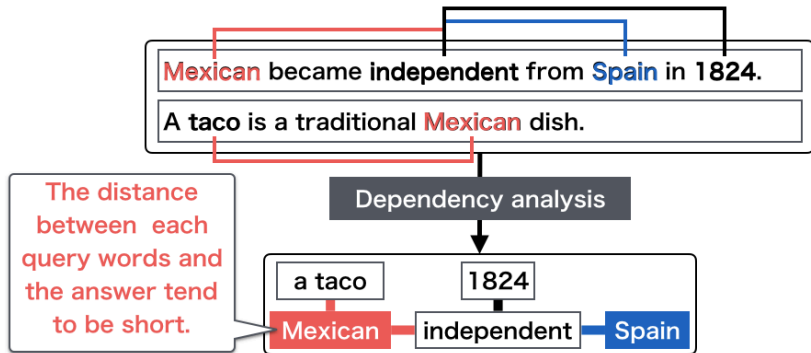 Mexican became independent from Spain in 1824.
A taco is a traditional Mexican dish.
Dependency analysis
The distance
between each
query words and
the answer tend
to be short.
a taco
1824
Mexican
independent
Spain